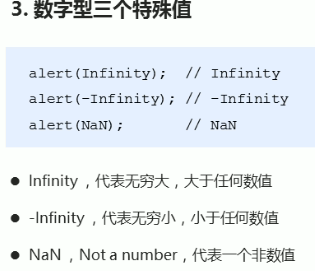 3. 数字型三个特殊值
alert(Infinity);  // Infinity
alert(-Infinity); // -Infinity
alert(NaN);       // NaN
● Infinity ，代表无穷大，大于任何数值
● -Infinity ，代表无穷小，小于任何数值
● NaN ，Not a number，代表一个非数值